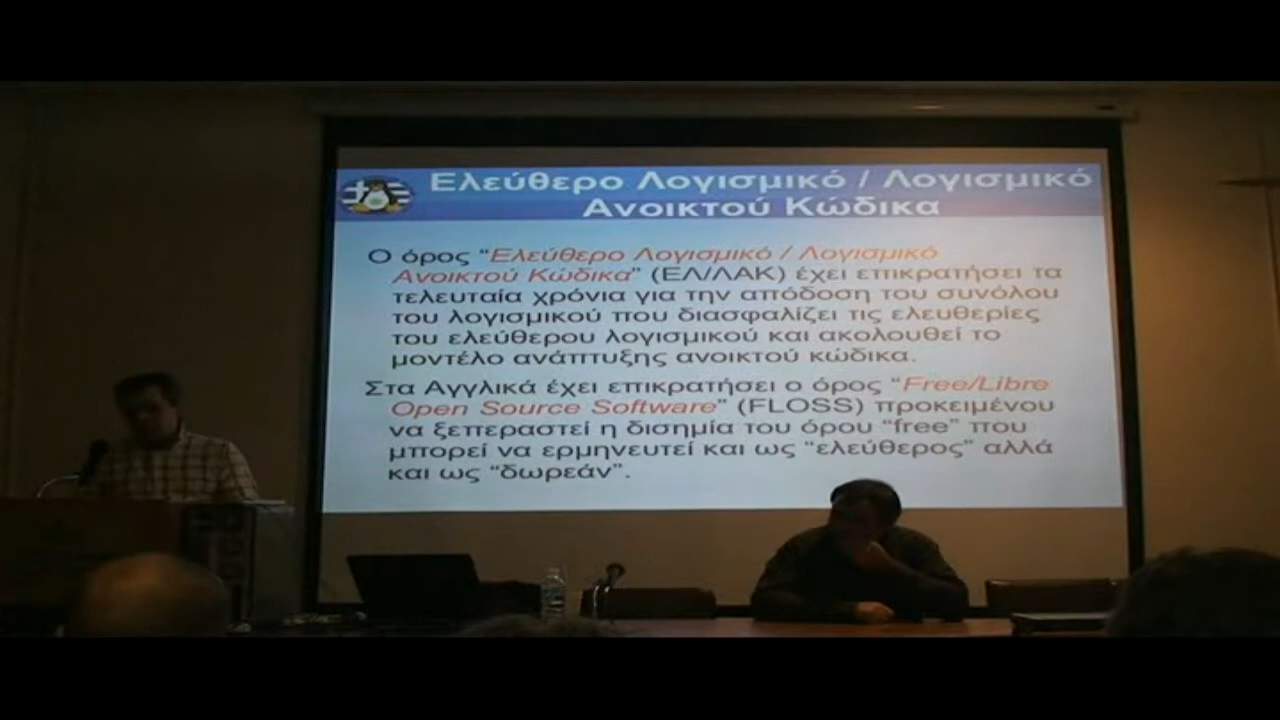 Ελεύθερο Λογισμικό / Λογισμικό
Ανοικτού Κώδικα
Ο όρος “Ελεύθερο Λογισμικό / Λογισμικό
Ανοικτού Κώδικα” (ΕΛ/ΛΑΚ) έχει επικρατήσει τα
τελευταία χρόνια για την απόδοση του συνόλου
του λογισμικού που διασφαλίζει τις ελευθερίες
του ελεύθερου λογισμικού και ακολουθεί το
μοντέλο ανάπτυξης ανοικτού κώδικα.
Στα Αγγλικά έχει επικρατήσει ο όρος “Free/Libre
Open Source Software” (FLOSS) προκειμένου
να ξεπεραστεί η δισημία του όρου “free” που
μπορεί να ερμηνευτεί και ως “ελεύθερος” αλλά
και ως “δωρεάν”.